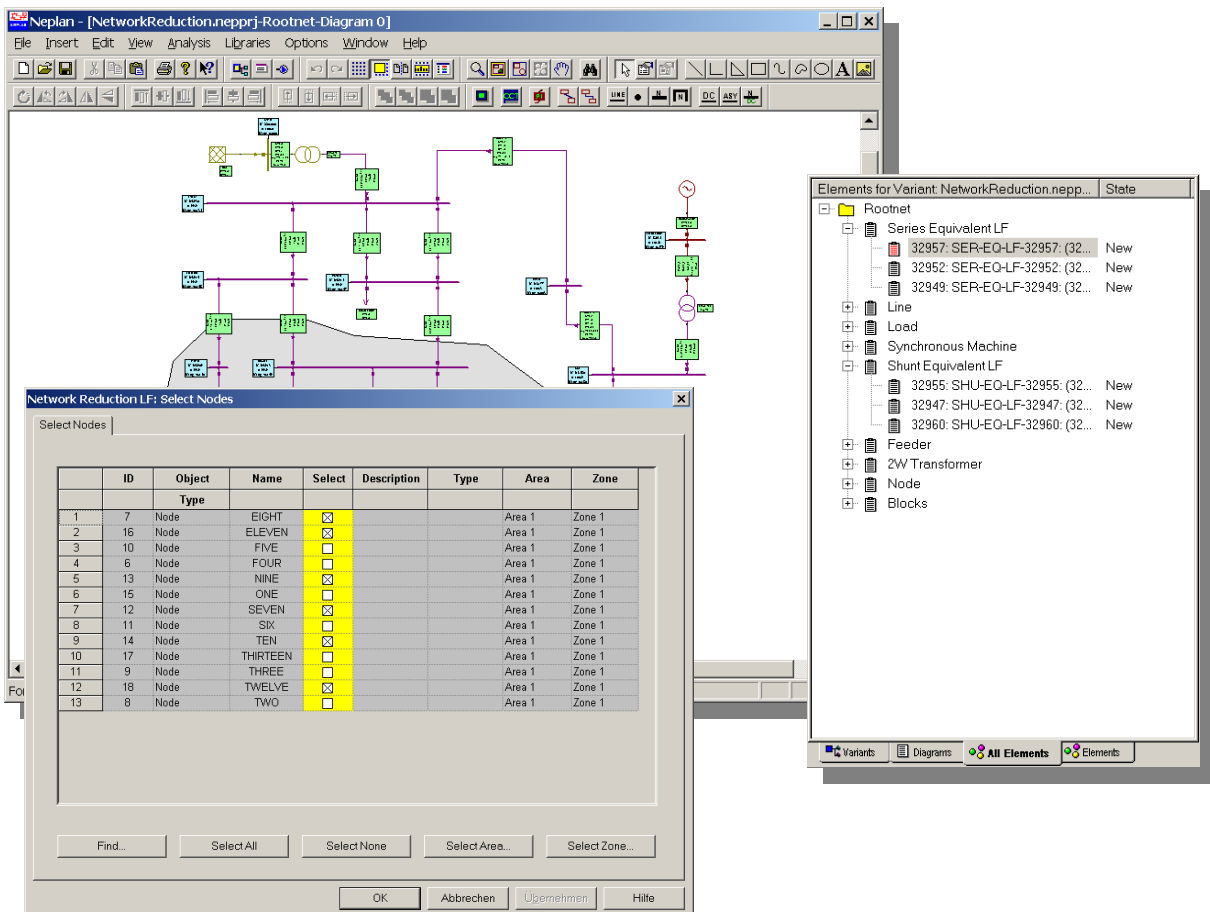 Neplan - [NetworkReduction.nepprj-Rootnet-Diagram 0]
File Insert Edit View Analysis Libraries Options Window Help
LINE N N DC ASY N DC
Elements for Variant: NetworkReduction.nepp... State
Rootnet
Series Equivalent LF
32957: SER-EQ-LF-32957: (32... New
32952: SER-EQ-LF-32952: (32... New
32949: SER-EQ-LF-32949: (32... New
Line
Load
Synchronous Machine
Shunt Equivalent LF
32955: SHU-EQ-LF-32955: (32... New
32947: SHU-EQ-LF-32947: (32... New
32960: SHU-EQ-LF-32960: (32... New
Feeder
2W Transformer
Node
Blocks
Variants Diagrams All Elements Elements
Network Reduction LF: Select Nodes
Select Nodes
ID Object Name Select Description Type Area Zone
Type
1 7 Node EIGHT Area 1 Zone 1
2 16 Node ELEVEN Area 1 Zone 1
3 10 Node FIVE Area 1 Zone 1
4 6 Node FOUR Area 1 Zone 1
5 13 Node NINE Area 1 Zone 1
6 15 Node ONE Area 1 Zone 1
7 12 Node SEVEN Area 1 Zone 1
8 11 Node SIX Area 1 Zone 1
9 14 Node TEN Area 1 Zone 1
10 17 Node THIRTEEN Area 1 Zone 1
11 9 Node THREE Area 1 Zone 1
12 18 Node TWELVE Area 1 Zone 1
13 8 Node TWO Area 1 Zone 1
Find... Select All Select None Select Area... Select Zone...
OK Abbrechen Übernehmen Hilfe